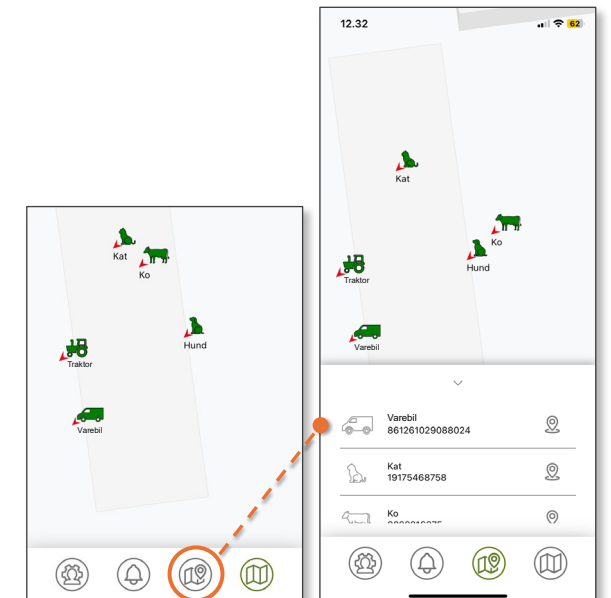 Kat
Ko
Hund
Traktor
Varebil
12.32
62
Kat
Ko
Hund
Traktor
Varebil
Varebil
861261029088024
Kat
19175468758
Ko